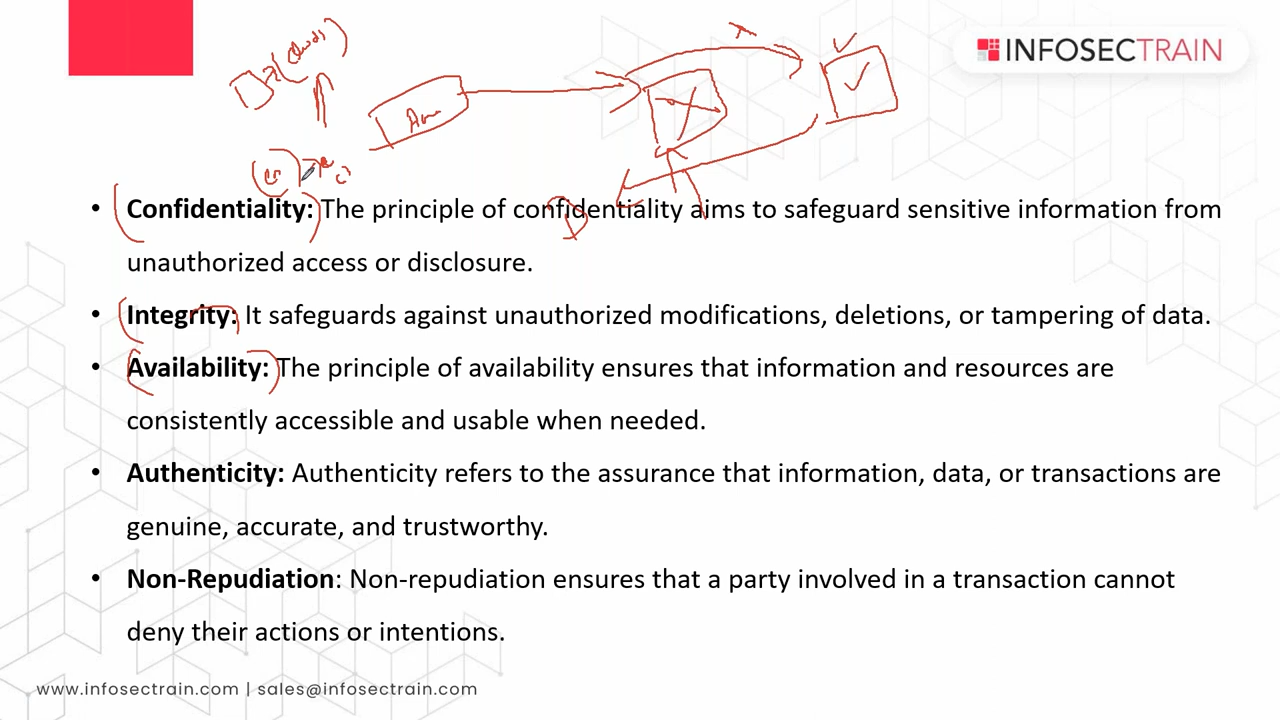 INFOSECTRAIN
• Confidentiality: The principle of confidentiality aims to safeguard sensitive information from
unauthorized access or disclosure.
• Integrity: It safeguards against unauthorized modifications, deletions, or tampering of data.
• Availability: The principle of availability ensures that information and resources are
consistently accessible and usable when needed.
• Authenticity: Authenticity refers to the assurance that information, data, or transactions are
genuine, accurate, and trustworthy.
• Non-Repudiation: Non-repudiation ensures that a party involved in a transaction cannot
deny their actions or intentions.
www.infosectrain.com | sales@infosectrain.com